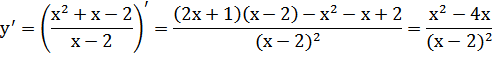 y′ = ((x² + x − 2)/(x − 2))′ = ((2x + 1)(x − 2) − x² − x + 2)/(x − 2)² = (x² − 4x)/(x − 2)²